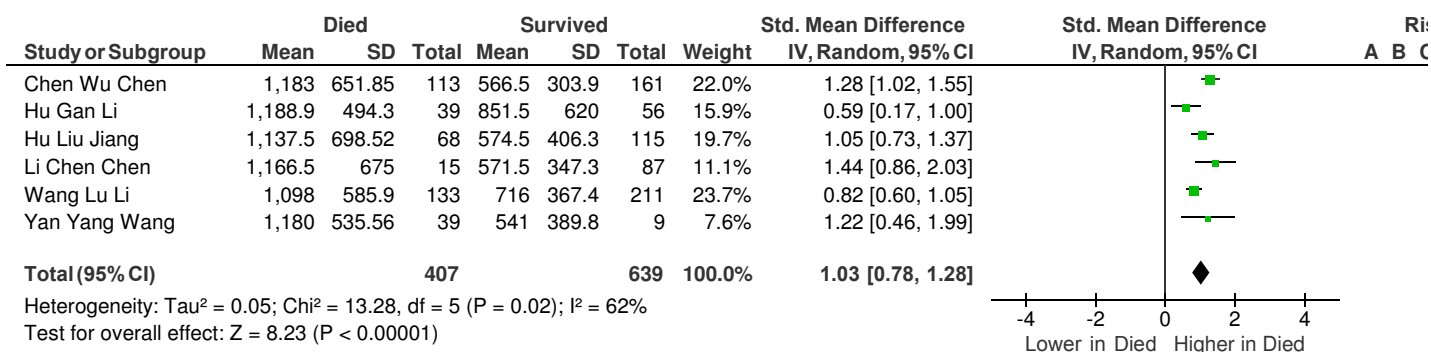 Died Survived Std. Mean Difference Std. Mean Difference Ris
Study or Subgroup Mean SD Total Mean SD Total Weight IV, Random, 95% CI IV, Random, 95% CI A B C
Chen Wu Chen 1,183 651.85 113 566.5 303.9 161 22.0% 1.28 [1.02, 1.55]
Hu Gan Li 1,188.9 494.3 39 851.5 620 56 15.9% 0.59 [0.17, 1.00]
Hu Liu Jiang 1,137.5 698.52 68 574.5 406.3 115 19.7% 1.05 [0.73, 1.37]
Li Chen Chen 1,166.5 675 15 571.5 347.3 87 11.1% 1.44 [0.86, 2.03]
Wang Lu Li 1,098 585.9 133 716 367.4 211 23.7% 0.82 [0.60, 1.05]
Yan Yang Wang 1,180 535.56 39 541 389.8 9 7.6% 1.22 [0.46, 1.99]
Total (95% CI) 407 639 100.0% 1.03 [0.78, 1.28]
Heterogeneity: Tau² = 0.05; Chi² = 13.28, df = 5 (P = 0.02); I² = 62%
Test for overall effect: Z = 8.23 (P < 0.00001)
-4 -2 0 2 4
Lower in Died Higher in Died